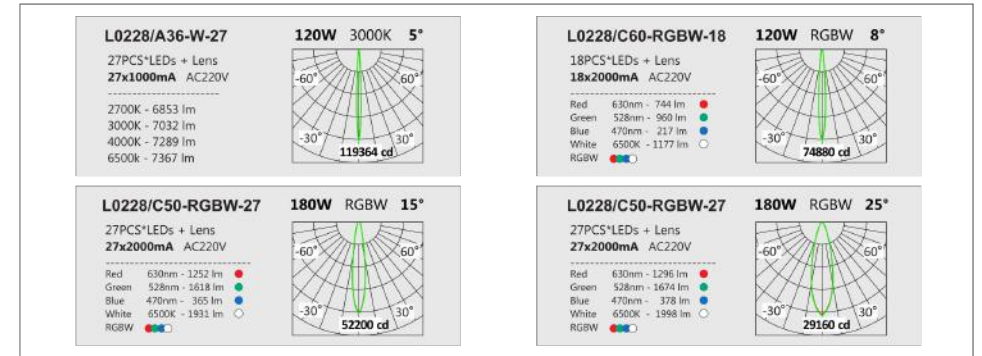 L0228/A36-W-27 120W 3000K 5°
27PCS*LEDs + Lens
27x1000mA AC220V
2700K - 6853 lm
3000K - 7032 lm
4000K - 7289 lm
6500k - 7367 lm
-60° 60°
-30° 30°
119364 cd
L0228/C60-RGBW-18 120W RGBW 8°
18PCS*LEDs + Lens
18x2000mA AC220V
Red 630nm - 744 lm
Green 528nm - 960 lm
Blue 470nm - 217 lm
White 6500K - 1177 lm
RGBW
-60° 60°
-30° 30°
74880 cd
L0228/C50-RGBW-27 180W RGBW 15°
27PCS*LEDs + Lens
27x2000mA AC220V
Red 630nm - 1252 lm
Green 528nm - 1618 lm
Blue 470nm - 365 lm
White 6500K - 1931 lm
RGBW
-60° 60°
-30° 30°
52200 cd
L0228/C50-RGBW-27 180W RGBW 25°
27PCS*LEDs + Lens
27x2000mA AC220V
Red 630nm - 1296 lm
Green 528nm - 1674 lm
Blue 470nm - 378 lm
White 6500K - 1998 lm
RGBW
-60° 60°
-30° 30°
29160 cd